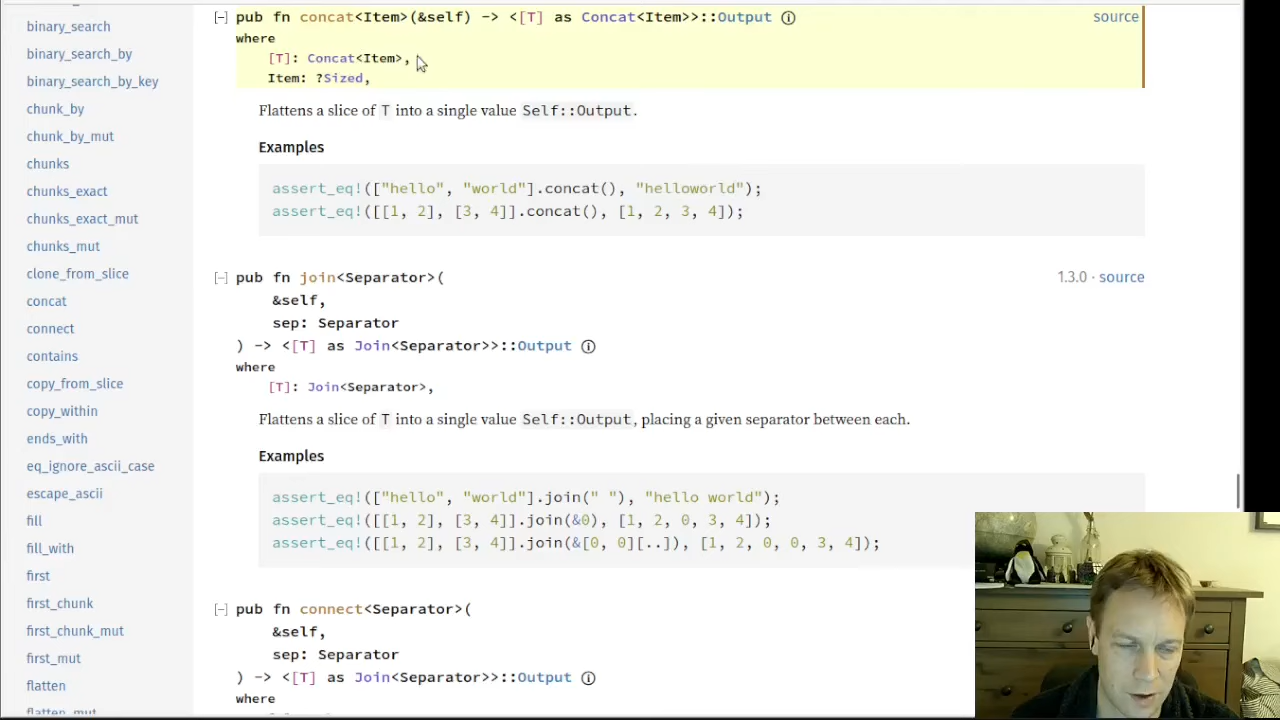 binary_search
binary_search_by
binary_search_by_key
chunk_by
chunk_by_mut
chunks
chunks_exact
chunks_exact_mut
chunks_mut
clone_from_slice
concat
connect
contains
copy_from_slice
copy_within
ends_with
eq_ignore_ascii_case
escape_ascii
fill
fill_with
first
first_chunk
first_chunk_mut
first_mut
flatten
flatten_mut
[−] pub fn concat<Item>(&self) -> <[T] as Concat<Item>>::Output ⓘ source
where
[T]: Concat<Item>,
Item: ?Sized,
Flattens a slice of T into a single value Self::Output.
Examples
assert_eq!(["hello", "world"].concat(), "helloworld");
assert_eq!([[1, 2], [3, 4]].concat(), [1, 2, 3, 4]);
[−] pub fn join<Separator>( 1.3.0 · source
&self,
sep: Separator
) -> <[T] as Join<Separator>>::Output ⓘ
where
[T]: Join<Separator>,
Flattens a slice of T into a single value Self::Output, placing a given separator between each.
Examples
assert_eq!(["hello", "world"].join(" "), "hello world");
assert_eq!([[1, 2], [3, 4]].join(&0), [1, 2, 0, 3, 4]);
assert_eq!([[1, 2], [3, 4]].join(&[0, 0][..]), [1, 2, 0, 0, 3, 4]);
[−] pub fn connect<Separator>(
&self,
sep: Separator
) -> <[T] as Join<Separator>>::Output ⓘ
where